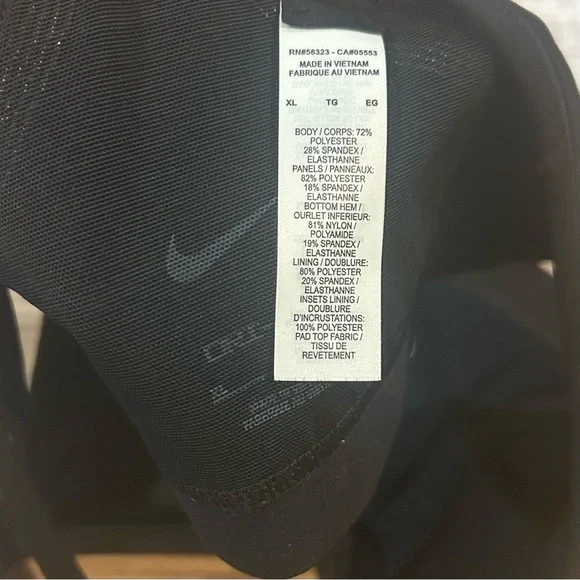 RN#56323 - CA#05553
MADE IN VIETNAM
FABRIQUE AU VIETNAM
XL TG EG
BODY / CORPS: 72%
POLYESTER
28% SPANDEX /
ELASTHANNE
PANELS / PANNEAUX:
82% POLYESTER
18% SPANDEX /
ELASTHANNE
BOTTOM HEM /
OURLET INFERIEUR:
81% NYLON /
POLYAMIDE
19% SPANDEX /
ELASTHANNE
LINING / DOUBLURE:
80% POLYESTER
20% SPANDEX /
ELASTHANNE
INSETS LINING /
DOUBLURE
D'INCRUSTATIONS:
100% POLYESTER
PAD TOP FABRIC /
TISSU DE
REVETEMENT
XL